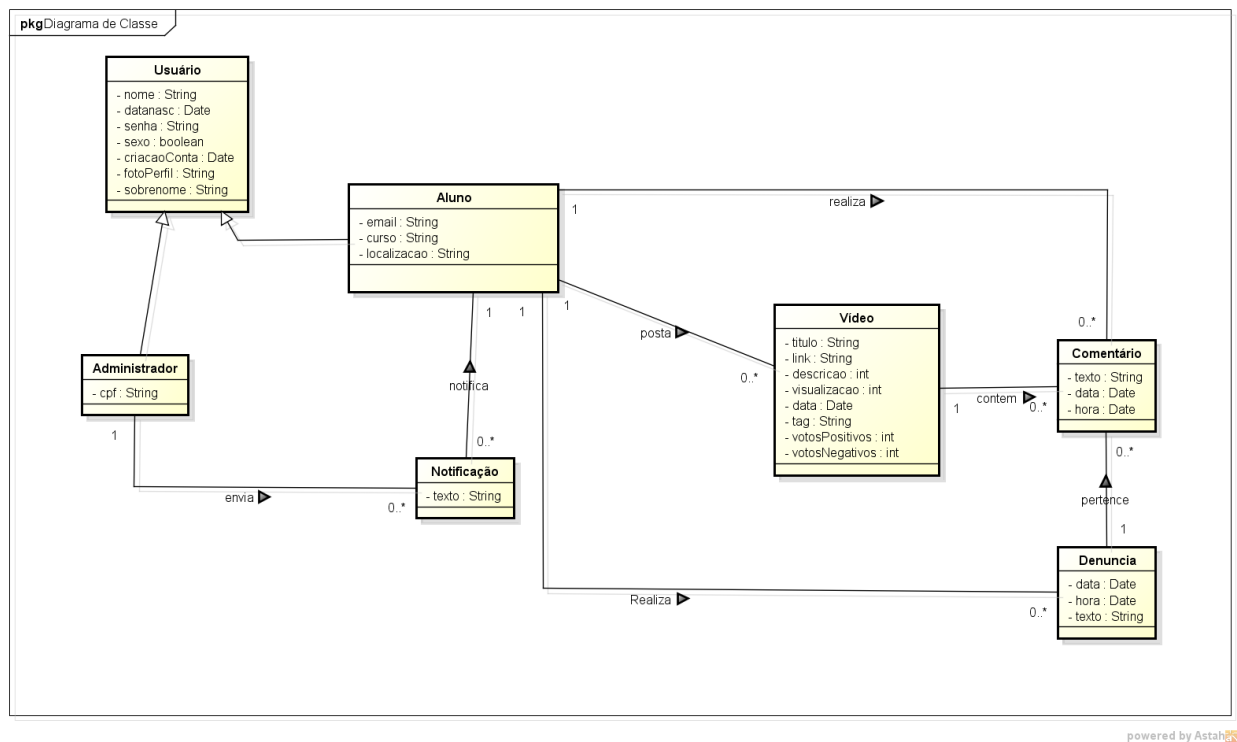 pkg Diagrama de Classe
Usuário
- nome : String
- datanasc : Date
- senha : String
- sexo : boolean
- criacaoConta : Date
- fotoPerfil : String
- sobrenome : String
Aluno
- email : String
- curso : String
- localizacao : String
1
realiza
0..*
1
posta
0..*
1
1
notifica
0..*
Administrador
- cpf : String
1
envia
0..*
Notificação
- texto : String
Vídeo
- titulo : String
- link : String
- descricao : int
- visualizacao : int
- data : Date
- tag : String
- votosPositivos : int
- votosNegativos : int
1
contem
0..*
Comentário
- texto : String
- data : Date
- hora : Date
0..*
pertence
1
Denuncia
- data : Date
- hora : Date
- texto : String
Realiza
0..*
powered by Astah